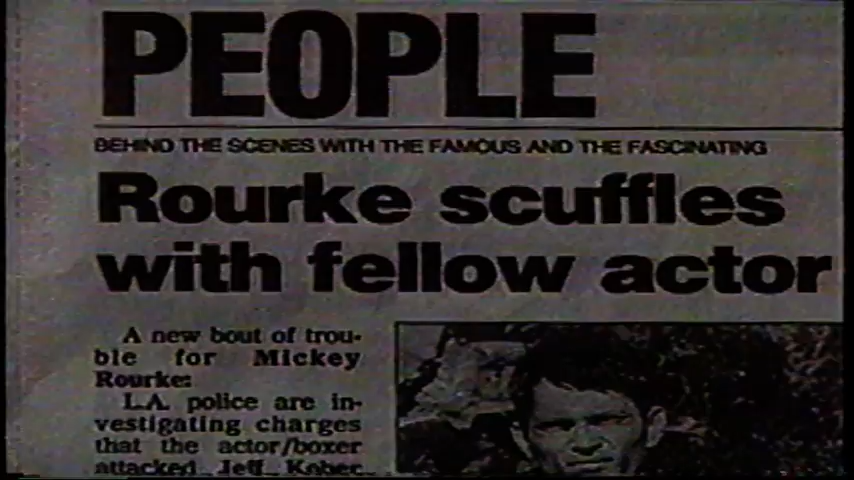 PEOPLE
BEHIND THE SCENES WITH THE FAMOUS AND THE FASCINATING
Rourke scuffles
with fellow actor
A new bout of trou-
ble for Mickey
Rourke:
L.A. police are in-
vestigating charges
that the actor/boxer
attacked Jeff Kober